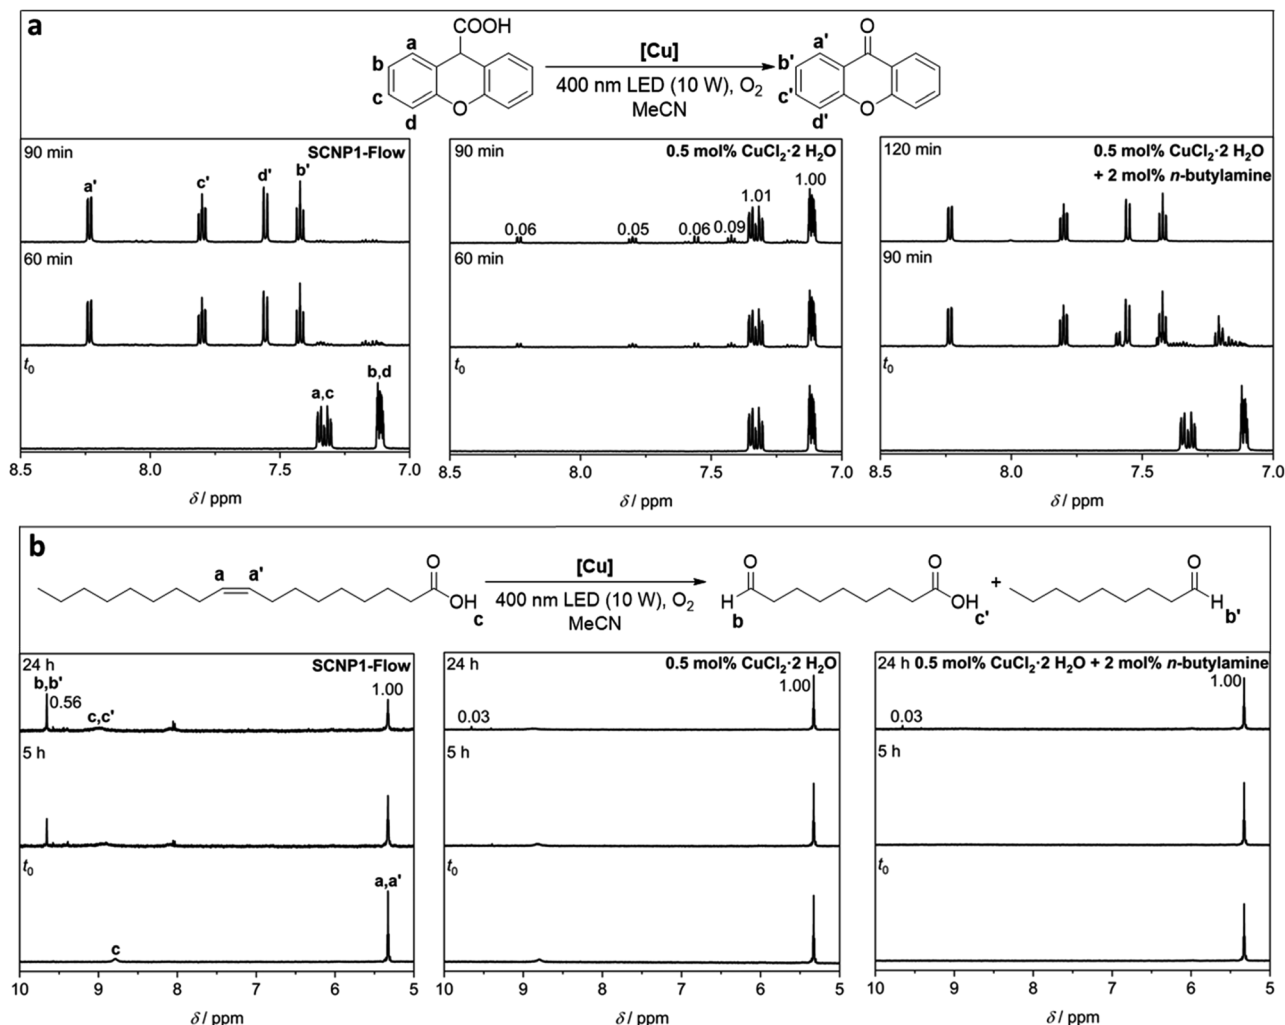 a
COOH
a
b
c
d
O
[Cu]
400 nm LED (10 W), O₂
MeCN
O
a'
b'
c'
d'
O
90 min
SCNP1-Flow
a'
c'
d'
b'
60 min
t₀
a,c
b,d
8.5 8.0 7.5 7.0
δ / ppm
90 min
0.5 mol% CuCl₂·2 H₂O
0.06
0.05
0.06
0.09
1.01
1.00
60 min
t₀
8.5 8.0 7.5 7.0
δ / ppm
120 min
0.5 mol% CuCl₂·2 H₂O
+ 2 mol% n-butylamine
90 min
t₀
8.5 8.0 7.5 7.0
δ / ppm
b
a a'
O
OH
c
[Cu]
400 nm LED (10 W), O₂
MeCN
O
H
b
O
OH
c'
+
O
H
b'
24 h
SCNP1-Flow
b,b'
0.56
c,c'
1.00
5 h
t₀
c
a,a'
10 9 8 7 6 5
δ / ppm
24 h
0.5 mol% CuCl₂·2 H₂O
0.03
1.00
5 h
t₀
10 9 8 7 6 5
δ / ppm
24 h 0.5 mol% CuCl₂·2 H₂O + 2 mol% n-butylamine
0.03
1.00
5 h
t₀
10 9 8 7 6 5
δ / ppm